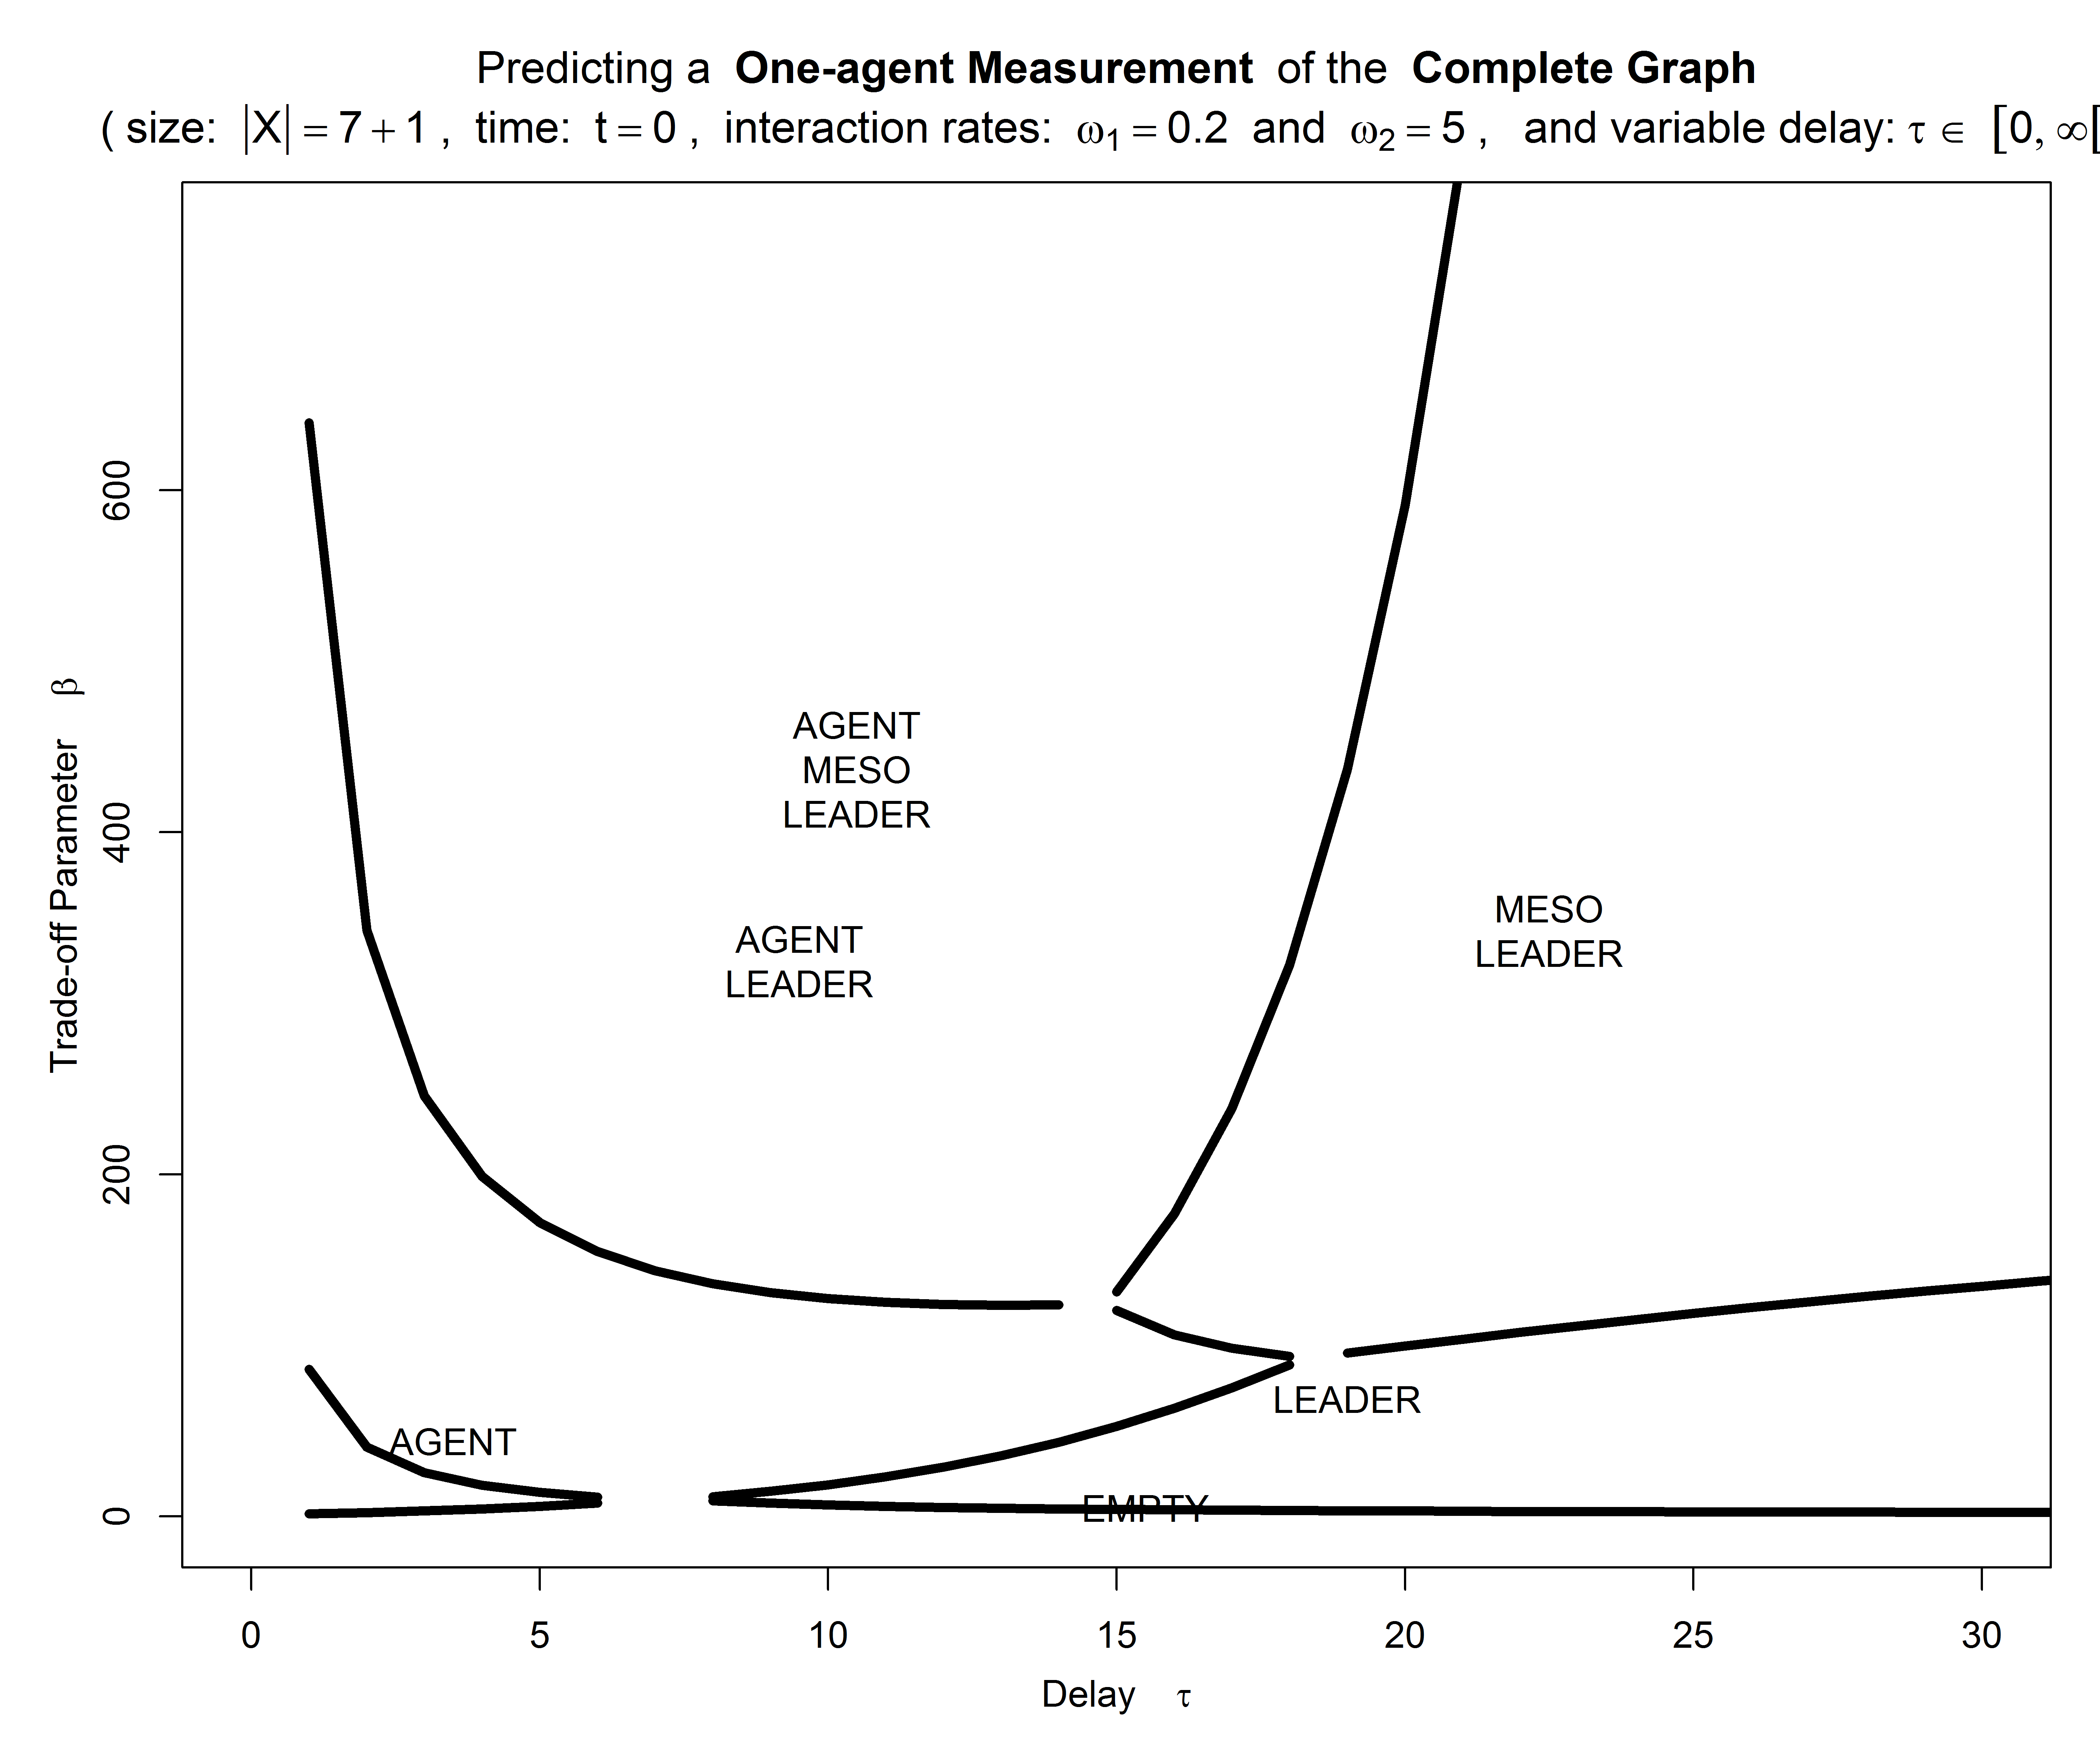 Predicting a One-agent Measurement of the Complete Graph
( size: |X| = 7 + 1 , time: t = 0 , interaction rates: ω1 = 0.2 and ω2 = 5 , and variable delay: τ ∈ [0, ∞[
600
400
200
0
Trade-off Parameter β
AGENT
MESO
LEADER
AGENT
LEADER
MESO
LEADER
LEADER
AGENT
EMPTY
0 5 10 15 20 25 30
Delay τ